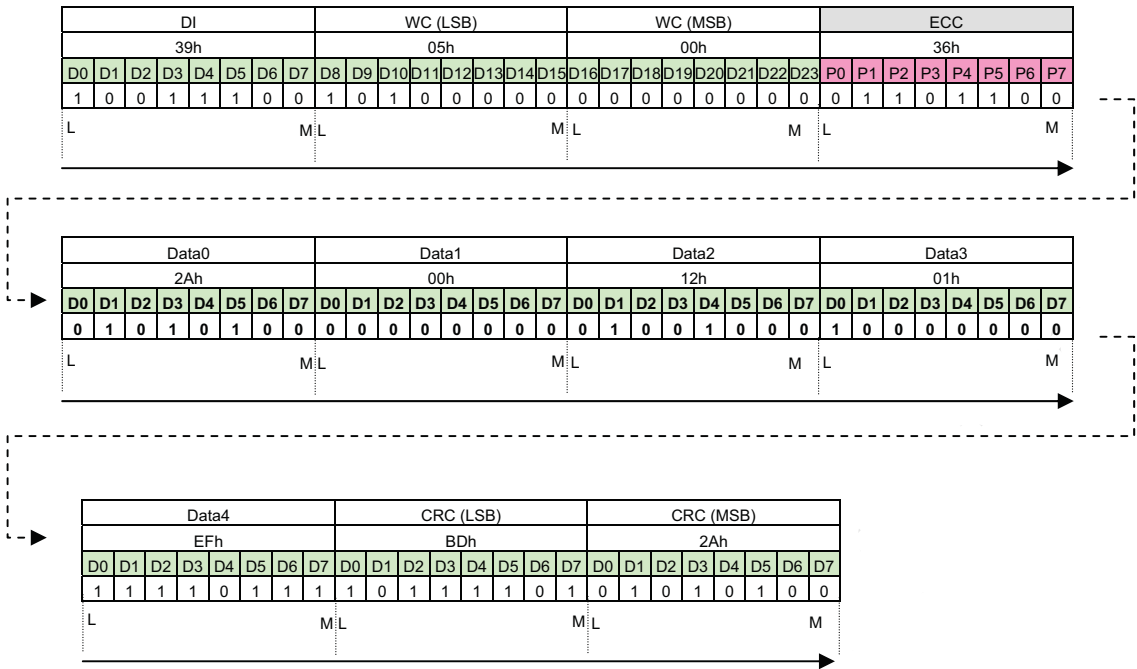 DI WC (LSB) WC (MSB) ECC
39h 05h 00h 36h
D0 D1 D2 D3 D4 D5 D6 D7 D8 D9 D10 D11 D12 D13 D14 D15 D16 D17 D18 D19 D20 D21 D22 D23 P0 P1 P2 P3 P4 P5 P6 P7
1 0 0 1 1 1 0 0 1 0 1 0 0 0 0 0 0 0 0 0 0 0 0 0 0 1 1 0 1 1 0 0
L M L M L M L M
Data0 Data1 Data2 Data3
2Ah 00h 12h 01h
D0 D1 D2 D3 D4 D5 D6 D7 D0 D1 D2 D3 D4 D5 D6 D7 D0 D1 D2 D3 D4 D5 D6 D7 D0 D1 D2 D3 D4 D5 D6 D7
0 1 0 1 0 1 0 0 0 0 0 0 0 0 0 0 0 1 0 0 1 0 0 0 1 0 0 0 0 0 0 0
L M L M L M L M
Data4 CRC (LSB) CRC (MSB)
EFh BDh 2Ah
D0 D1 D2 D3 D4 D5 D6 D7 D0 D1 D2 D3 D4 D5 D6 D7 D0 D1 D2 D3 D4 D5 D6 D7
1 1 1 1 0 1 1 1 1 0 1 1 1 1 0 1 0 1 0 1 0 1 0 0
L M L M L M